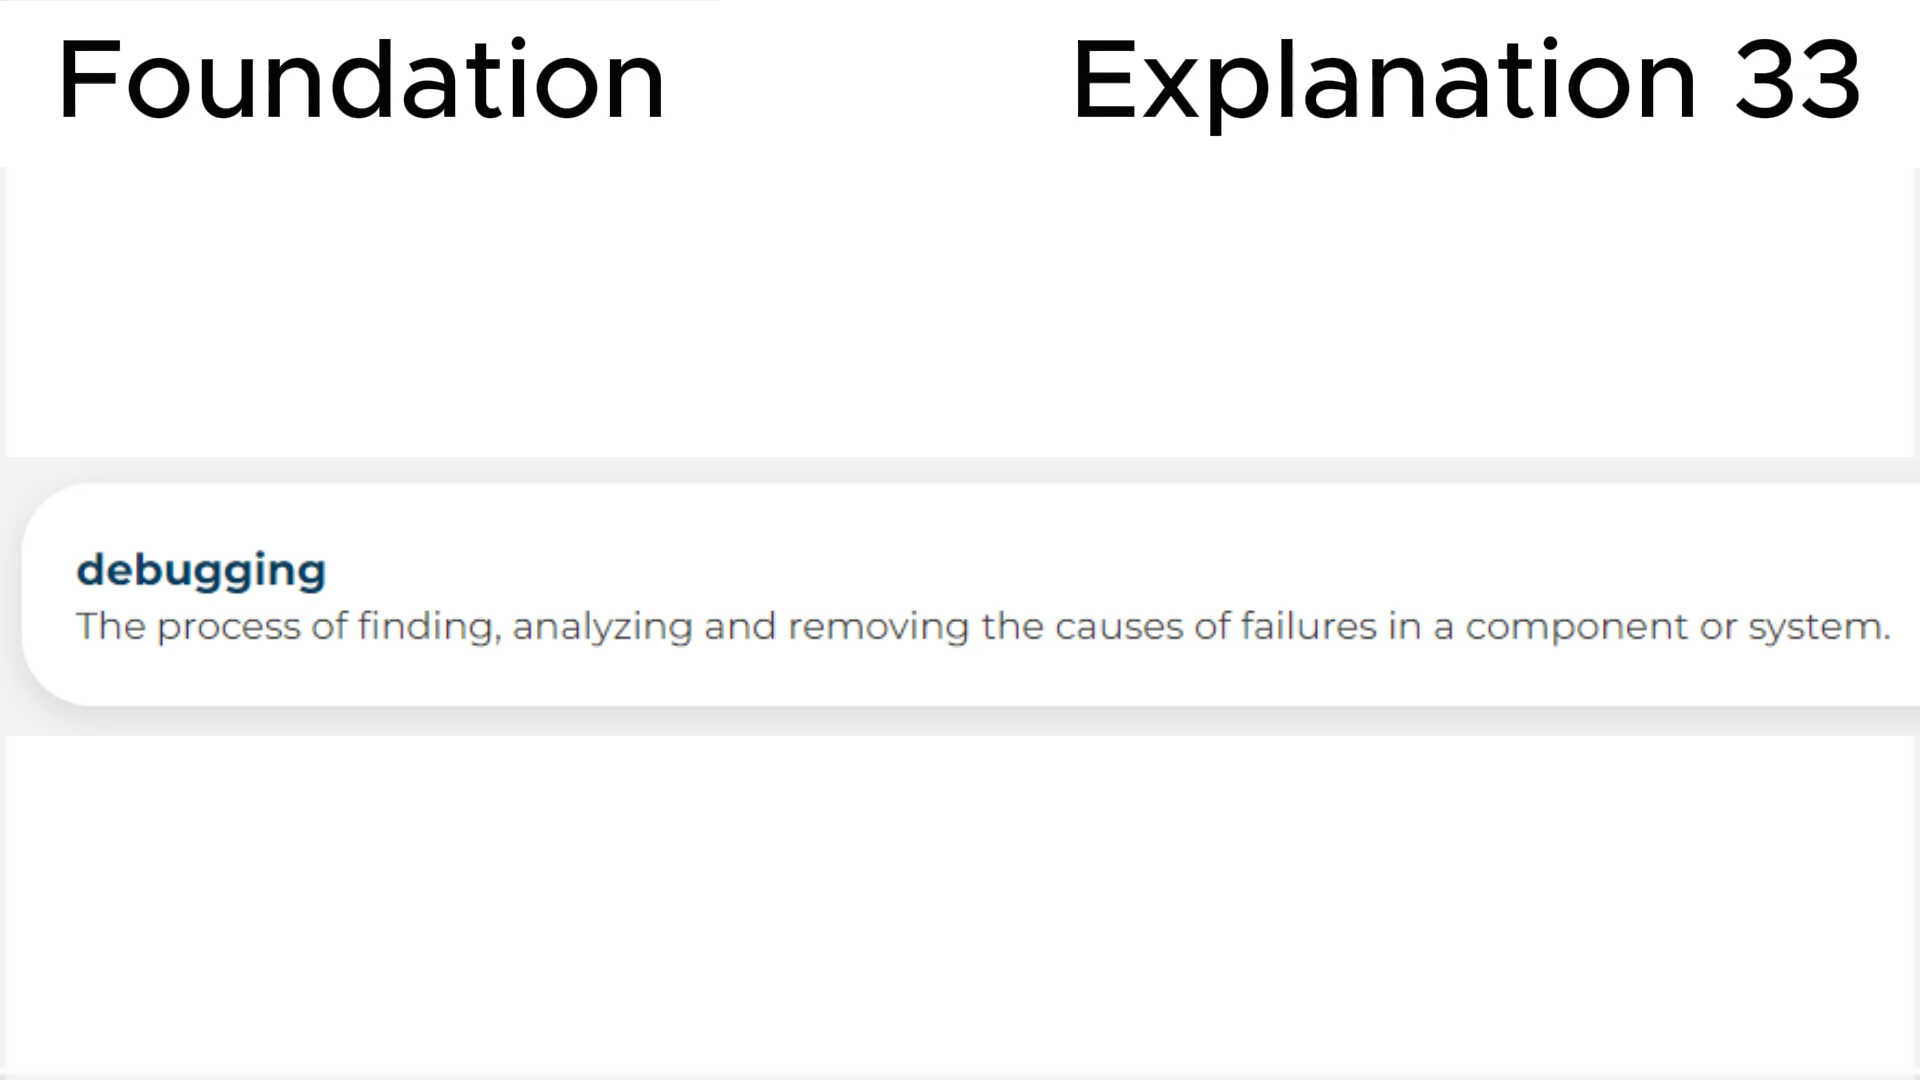 Foundation
Explanation 33
debugging
The process of finding, analyzing and removing the causes of failures in a component or system.